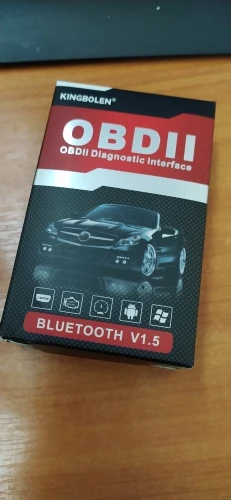 KINGBOLEN®
OBDII
OBDII Diagnostic Interface
BLUETOOTH V1.5